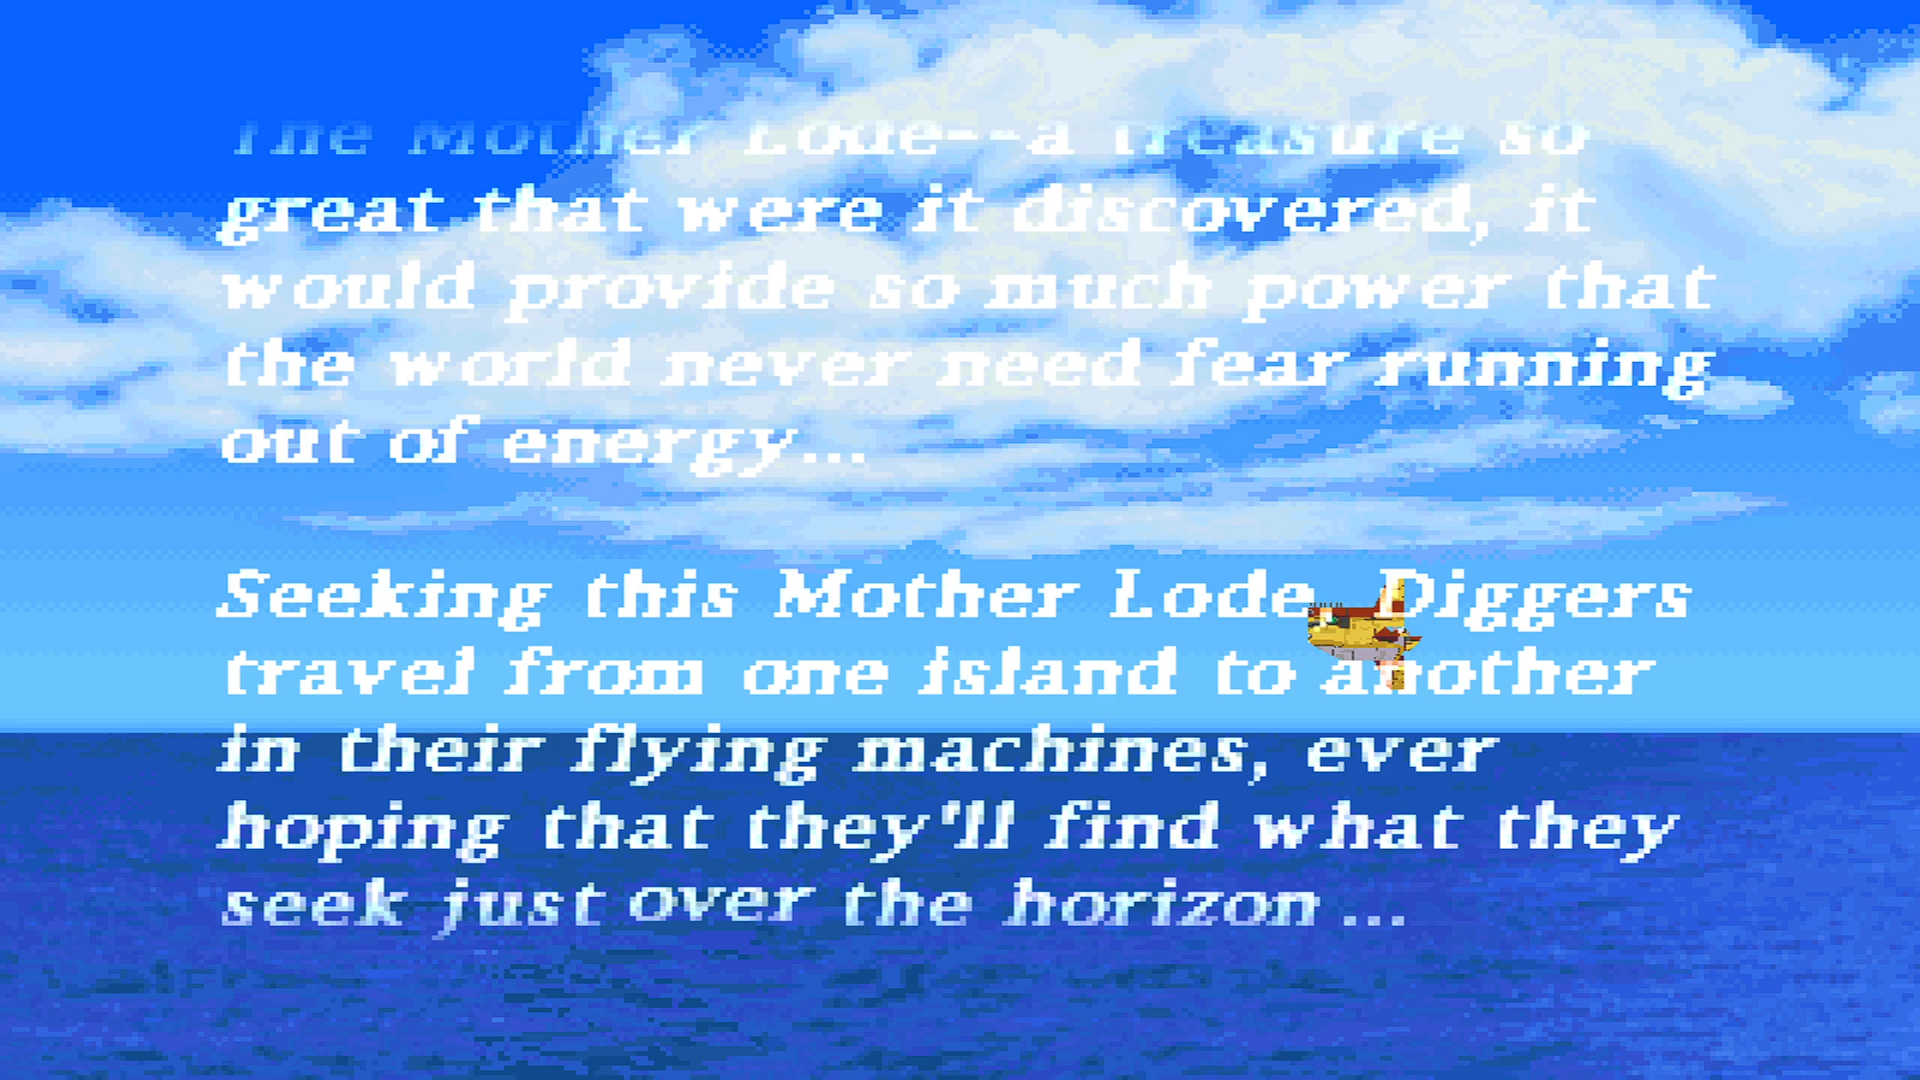 The Mother Lode--a treasure so
great that were it discovered, it
would provide so much power that
the world never need fear running
out of energy...
Seeking this Mother Lode, Diggers
travel from one island to another
in their flying machines, ever
hoping that they'll find what they
seek just over the horizon...